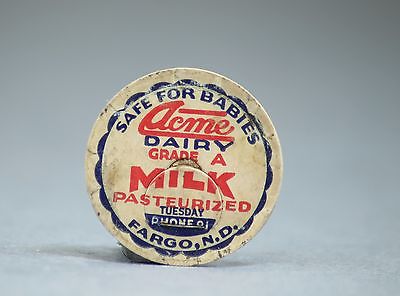 SAFE FOR BABIES
Acme
DAIRY
GRADE A
MILK
PASTEURIZED
TUESDAY
PHONE 91
FARGO, N.D.